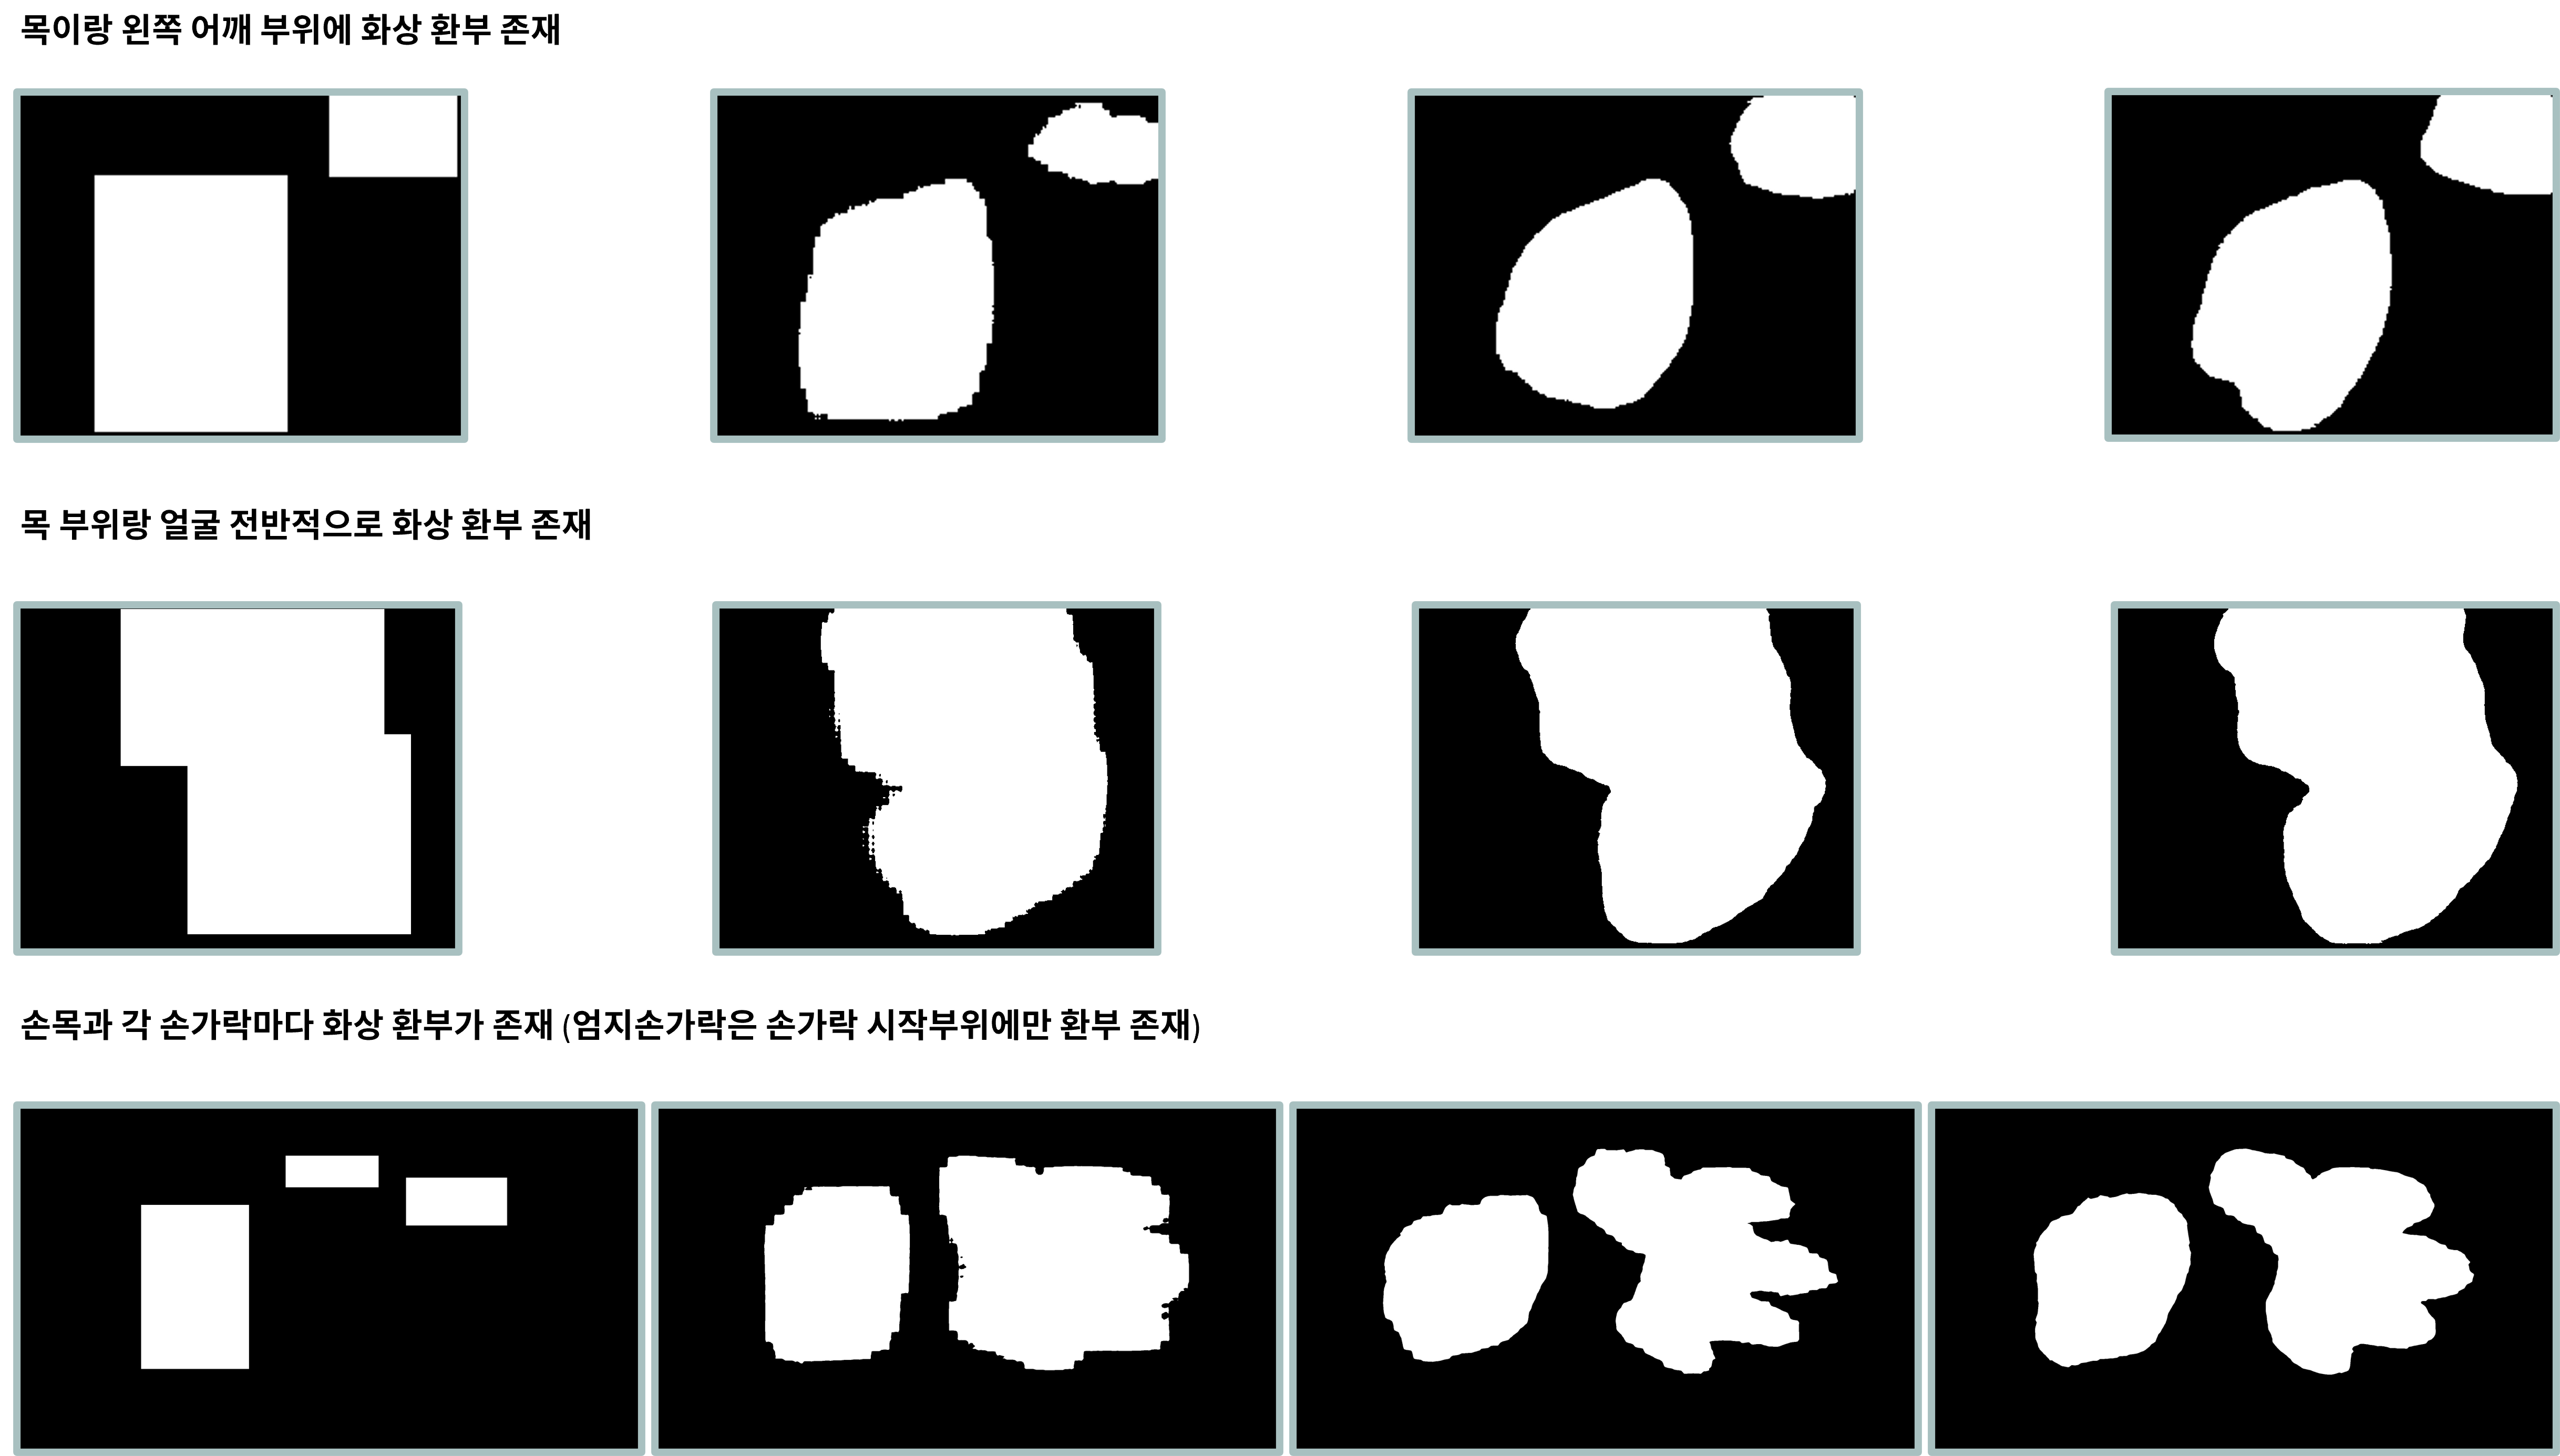 목이랑 왼쪽 어깨 부위에 화상 환부 존재
목 부위랑 얼굴 전반적으로 화상 환부 존재
손목과 각 손가락마다 화상 환부가 존재 (엄지손가락은 손가락 시작부위에만 환부 존재)